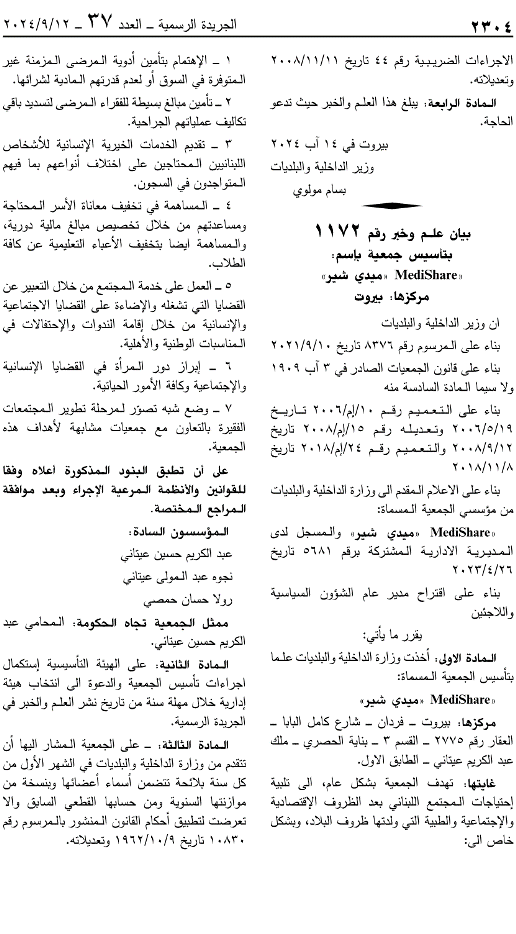 ٢٣٠٤
الجريدة الرسمية ــ العدد ٣٧ ــ ٢٠٢٤/٩/١٢
الاجراءات الضريبية رقم ٤٤ تاريخ ٢٠٠٨/١١/١١
وتعديلاته.
المادة الرابعة: يبلغ هذا العلم والخبر حيث تدعو
الحاجة.
بيروت في ١٤ آب ٢٠٢٤
وزير الداخلية والبلديات
بسام مولوي
بيان علم وخبر رقم ١١٧٢
بتأسيس جمعية بإسم:
«MediShare ميدي شير»
مركزها: بيروت
ان وزير الداخلية والبلديات
بناء على المرسوم رقم ٨٣٧٦ تاريخ ٢٠٢١/٩/١٠
بناء على قانون الجمعيات الصادر في ٣ آب ١٩٠٩
ولا سيما المادة السادسة منه
بناء على التعميم رقم ١٠/إم/٢٠٠٦ تاريخ
٢٠٠٦/٥/١٩ وتعديله رقم ١٥/إم/٢٠٠٨ تاريخ
٢٠٠٨/٩/١٢ والتعميم رقم ٢٤/إم/٢٠١٨ تاريخ
٢٠١٨/١١/٨
بناء على الاعلام المقدم الى وزارة الداخلية والبلديات
من مؤسسي الجمعية المسماة:
«MediShare ميدي شير» والمسجل لدى
المديرية الادارية المشتركة برقم ٥٦٨١ تاريخ
٢٠٢٣/٤/٢٦
بناء على اقتراح مدير عام الشؤون السياسية
واللاجئين
يقرر ما يأتي:
المادة الاولى: أخذت وزارة الداخلية والبلديات علما
بتأسيس الجمعية المسماة:
«MediShare ميدي شير»
مركزها: بيروت ــ فردان ــ شارع كامل البابا ــ
العقار رقم ٢٧٧٥ ــ القسم ٣ ــ بناية الحصري ــ ملك
عبد الكريم عيتاني ــ الطابق الاول.
غايتها: تهدف الجمعية بشكل عام، الى تلبية
إحتياجات المجتمع اللبناني بعد الظروف الإقتصادية
والإجتماعية والطبية التي ولدتها ظروف البلاد، وبشكل
خاص الى:
١ ــ الإهتمام بتأمين أدوية المرضى المزمنة غير
المتوفرة في السوق أو لعدم قدرتهم المادية لشرائها.
٢ ــ تأمين مبالغ بسيطة للفقراء المرضى لتسديد باقي
تكاليف عملياتهم الجراحية.
٣ ــ تقديم الخدمات الخيرية الإنسانية للأشخاص
اللبنانيين المحتاجين على اختلاف أنواعهم بما فيهم
المتواجدون في السجون.
٤ ــ المساهمة في تخفيف معاناة الأسر المحتاجة
ومساعدتهم من خلال تخصيص مبالغ مالية دورية،
والمساهمة ايضا بتخفيف الأعباء التعليمية عن كافة
الطلاب.
٥ ــ العمل على خدمة المجتمع من خلال التعبير عن
القضايا التي تشغله والإضاءة على القضايا الاجتماعية
والإنسانية من خلال إقامة الندوات والإحتفالات في
المناسبات الوطنية والأهلية.
٦ ــ إبراز دور المرأة في القضايا الإنسانية
والإجتماعية وكافة الأمور الحياتية.
٧ ــ وضع شبه تصوّر لمرحلة تطوير المجتمعات
الفقيرة بالتعاون مع جمعيات مشابهة لأهداف هذه
الجمعية.
على أن تطبق البنود المذكورة أعلاه وفقا
للقوانين والأنظمة المرعية الإجراء وبعد موافقة
المراجع المختصة.
المؤسسون السادة:
عبد الكريم حسين عيتاني
نجوه عبد المولى عيتاني
رولا حسان حمصي
ممثل الجمعية تجاه الحكومة: المحامي عبد
الكريم حسين عيتاني.
المادة الثانية: على الهيئة التأسيسية إستكمال
اجراءات تأسيس الجمعية والدعوة الى انتخاب هيئة
إدارية خلال مهلة سنة من تاريخ نشر العلم والخبر في
الجريدة الرسمية.
المادة الثالثة: ــ على الجمعية المشار اليها أن
تتقدم من وزارة الداخلية والبلديات في الشهر الأول من
كل سنة بلائحة تتضمن أسماء أعضائها وبنسخة من
موازنتها السنوية ومن حسابها القطعي السابق والا
تعرضت لتطبيق أحكام القانون المنشور بالمرسوم رقم
١٠٨٣٠ تاريخ ١٩٦٢/١٠/٩ وتعديلاته.